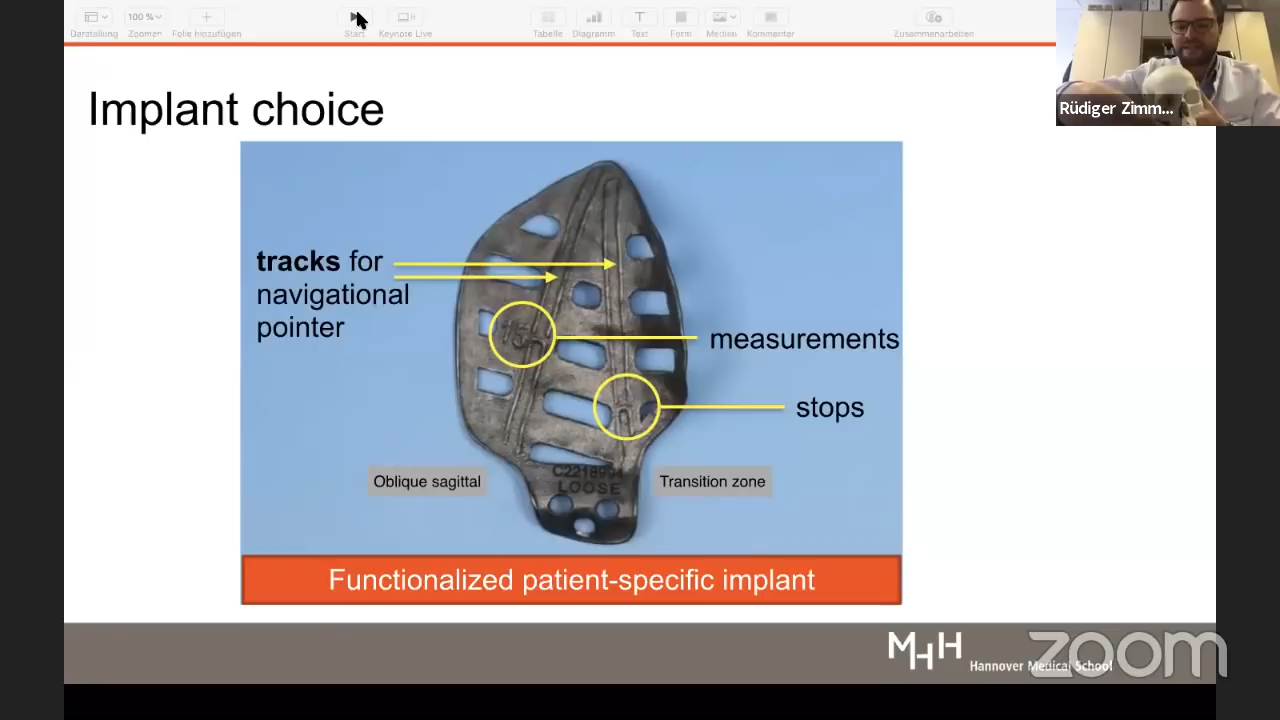 100 %
Darstellung
Zoomen
Folie hinzufügen
Start
Keynote Live
Tabelle
Diagramm
Text
Form
Medien
Kommentar
Zusammenarbeiten
Rüdiger Zimm...
Implant choice
tracks for
navigational
pointer
15
measurements
stops
0
Oblique sagittal
Transition zone
LOOSE
Functionalized patient-specific implant
MHH
Hannover Medical School
zoom